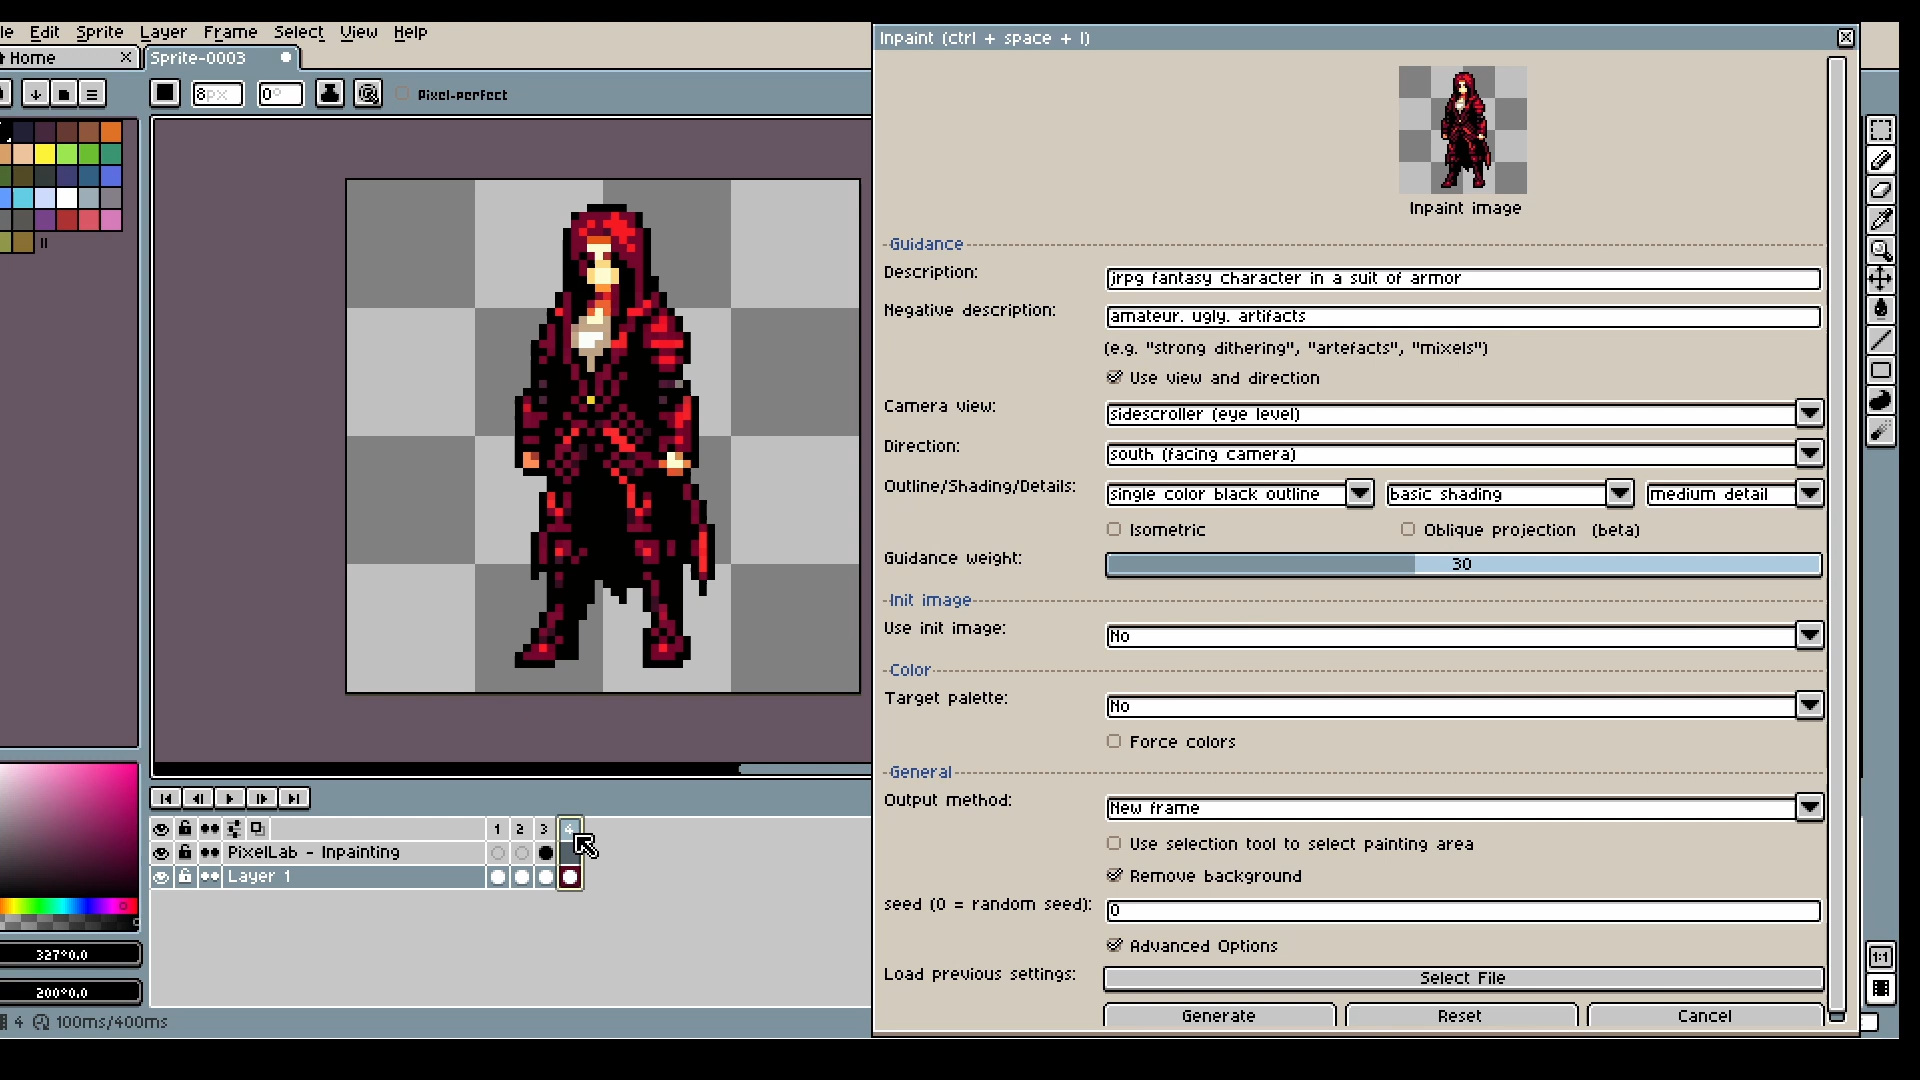 le Edit Sprite Layer Frame Select View Help
Home
Sprite-0003
8px 0° Pixel-perfect
Inpaint (ctrl + space + I)
Inpaint image
Guidance
Description: jrpg fantasy character in a suit of armor
Negative description: amateur. ugly. artifacts
(e.g. "strong dithering", "artefacts", "mixels")
Use view and direction
Camera view: sidescroller (eye level)
Direction: south (facing camera)
Outline/Shading/Details: single color black outline basic shading medium detail
Isometric Oblique projection (beta)
Guidance weight: 30
Init image
Use init image: No
Color
Target palette: No
Force colors
General
Output method: New frame
Use selection tool to select painting area
Remove background
seed (0 = random seed): 0
Advanced Options
Load previous settings: Select File
Generate Reset Cancel
1 2 3 4
PixelLab - Inpainting
Layer 1
327°0.0
200°0.0
4 100ms/400ms
1:1